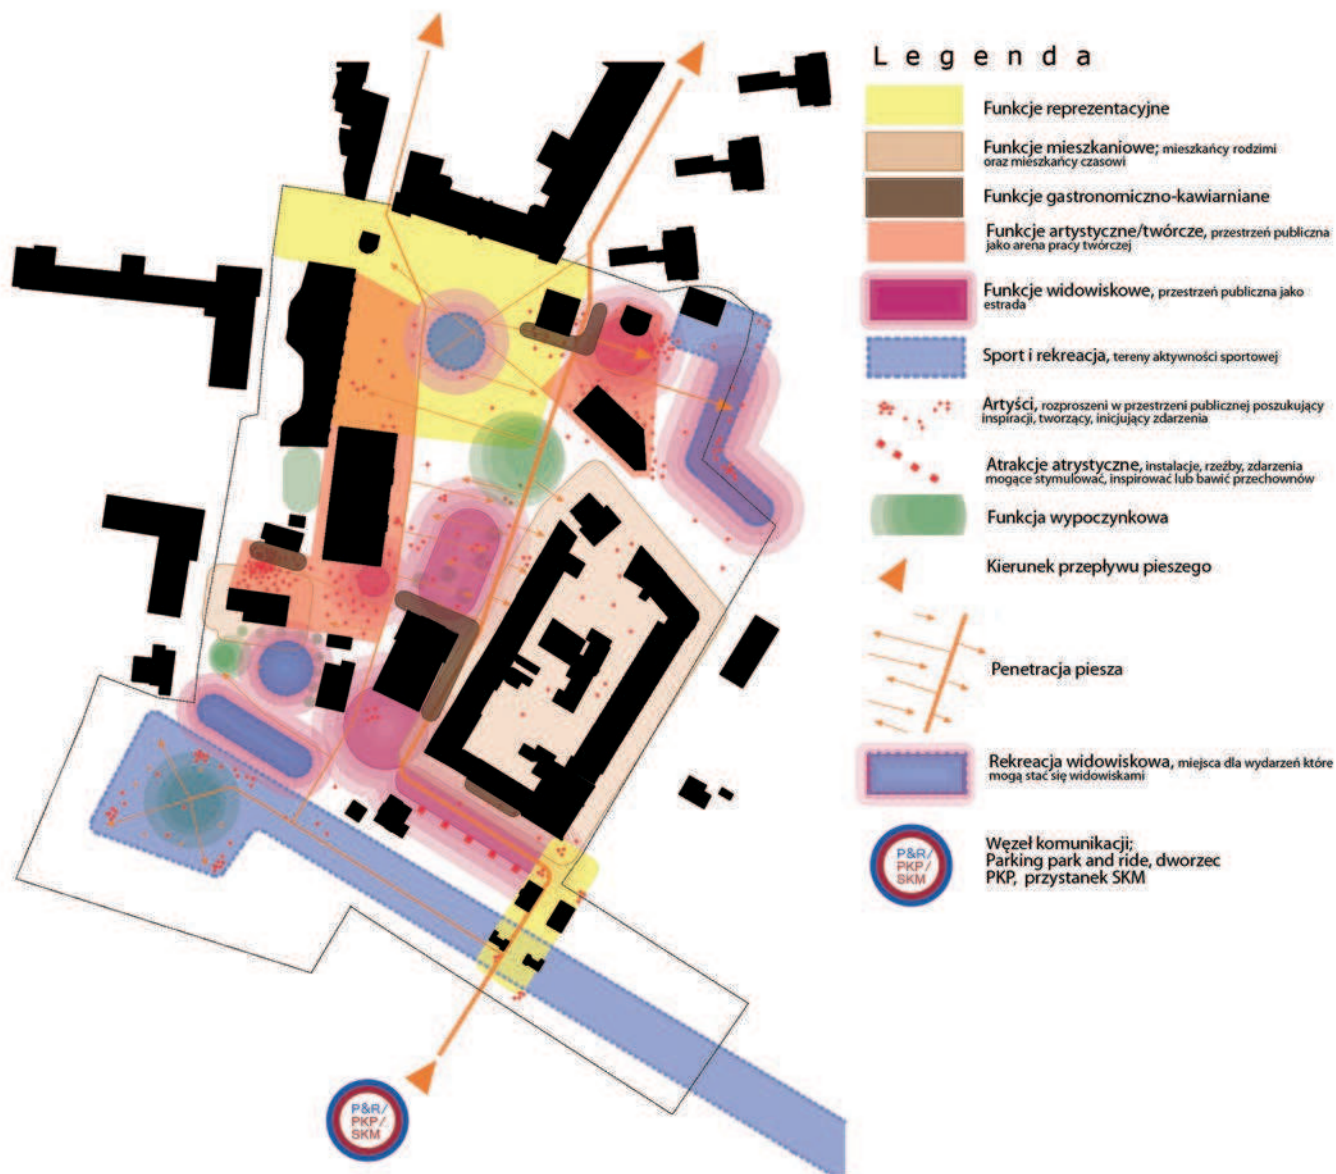 Legenda
Funkcje reprezentacyjne
Funkcje mieszkaniowe; mieszkańcy rodzimi
oraz mieszkańcy czasowi
Funkcje gastronomiczno-kawiarniane
Funkcje artystyczne/twórcze, przestrzeń publiczna
jako arena pracy twórczej
Funkcje widowiskowe, przestrzeń publiczna jako
estrada
Sport i rekreacja, tereny aktywności sportowej
Artyści, rozproszeni w przestrzeni publicznej poszukujący
inspiracji, tworzący, inicjujący zdarzenia
Atrakcje atrystyczne, instalacje, rzeźby, zdarzenia
mogące stymulować, inspirować lub bawić przechownów
Funkcja wypoczynkowa
Kierunek przepływu pieszego
Penetracja piesza
Rekreacja widowiskowa, miejsca dla wydarzeń które
mogą stać się widowiskami
P&R/
PKP/
SKM
Węzeł komunikacji;
Parking park and ride, dworzec
PKP, przystanek SKM
P&R/
PKP/
SKM